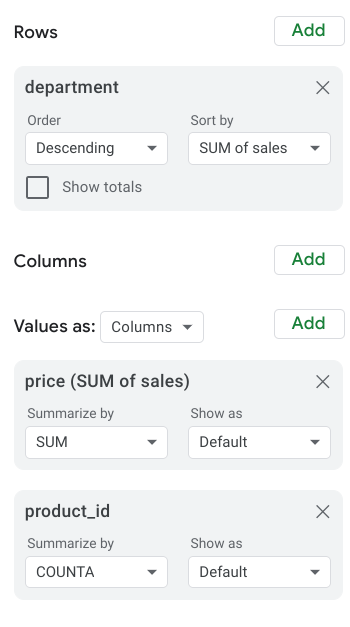 Rows Add
department
Order Sort by
Descending SUM of sales
Show totals
Columns Add
Values as: Columns Add
price (SUM of sales)
Summarize by Show as
SUM Default
product_id
Summarize by Show as
COUNTA Default